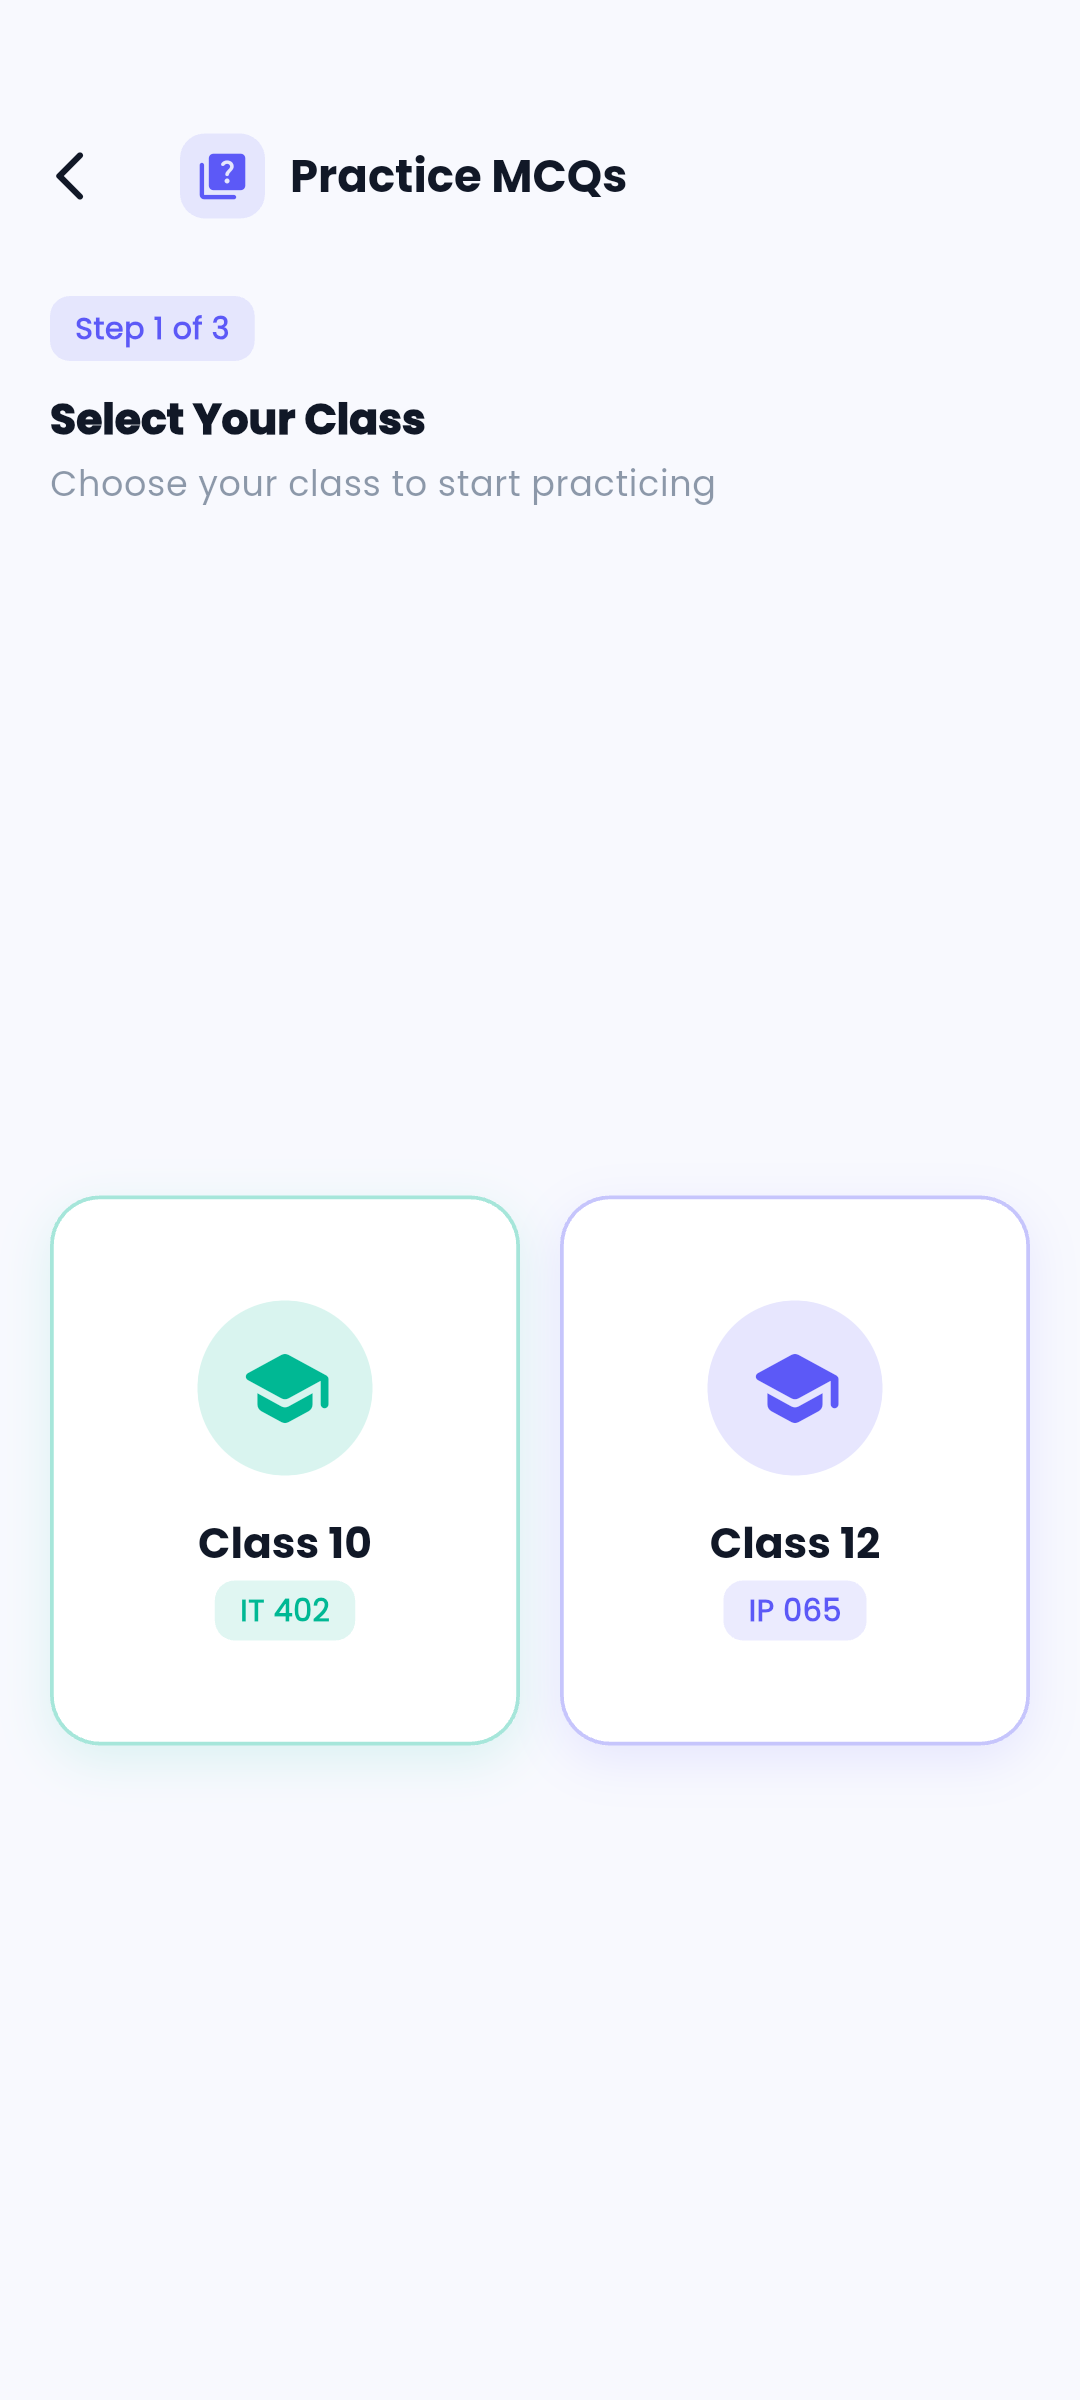 Practice MCQs
Step 1 of 3
Select Your Class
Choose your class to start practicing
Class 10
IT 402
Class 12
IP 065